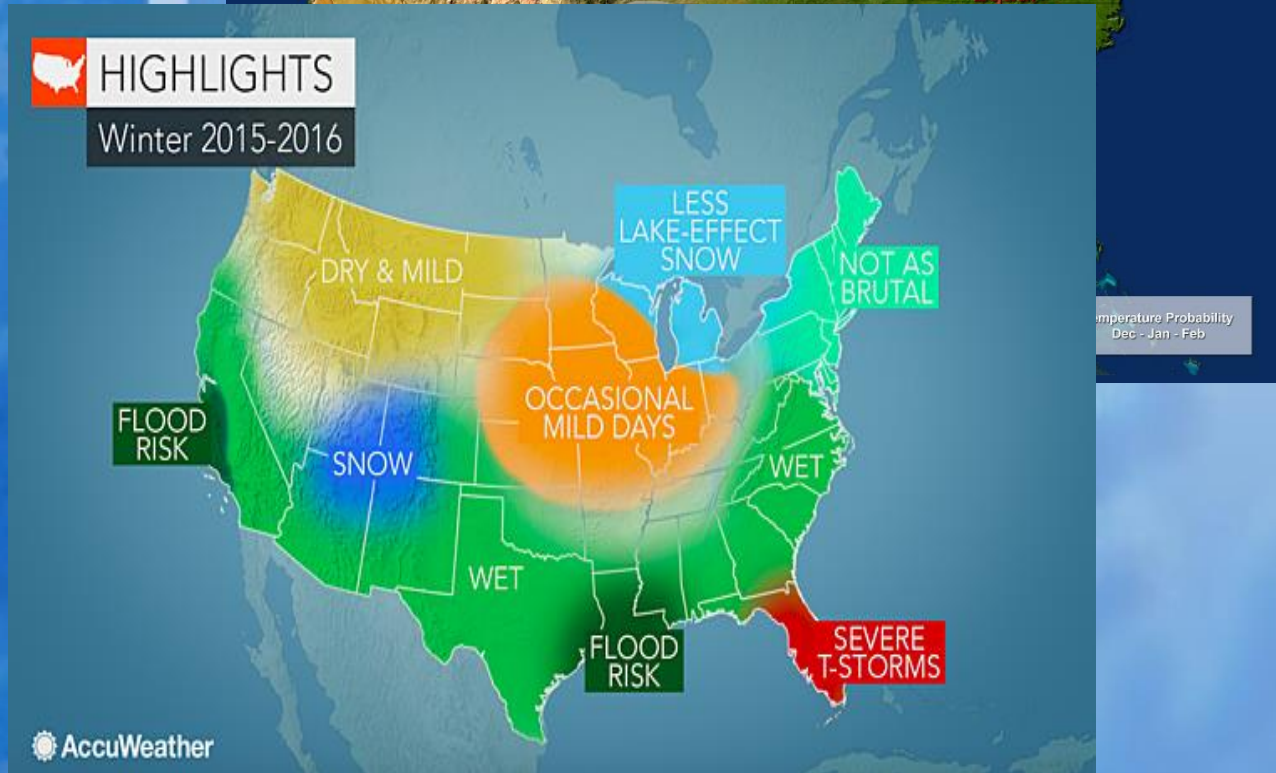 HIGHLIGHTS
Winter 2015-2016
LESS
LAKE-EFFECT
SNOW
DRY & MILD
NOT AS
BRUTAL
Temperature Probability
Dec - Jan - Feb
OCCASIONAL
MILD DAYS
FLOOD
RISK
SNOW
WET
WET
FLOOD
RISK
SEVERE
T-STORMS
AccuWeather